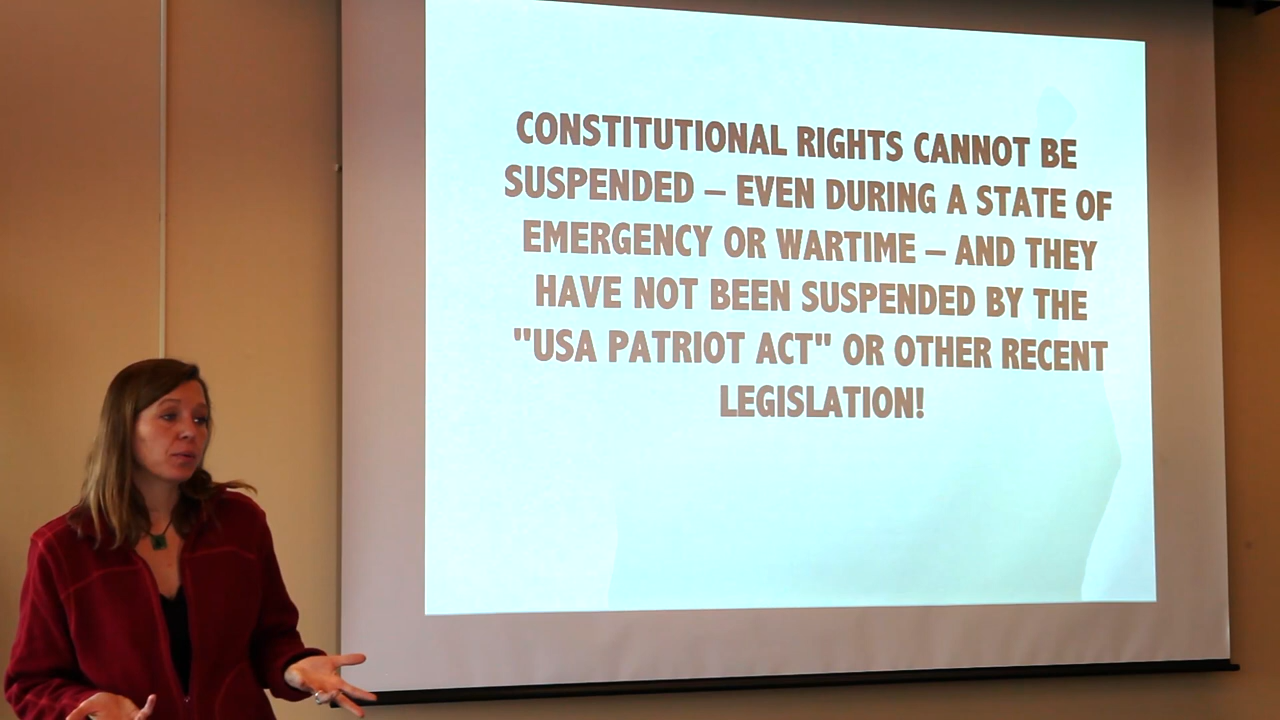 CONSTITUTIONAL RIGHTS CANNOT BE
SUSPENDED – EVEN DURING A STATE OF
EMERGENCY OR WARTIME – AND THEY
HAVE NOT BEEN SUSPENDED BY THE
"USA PATRIOT ACT" OR OTHER RECENT
LEGISLATION!